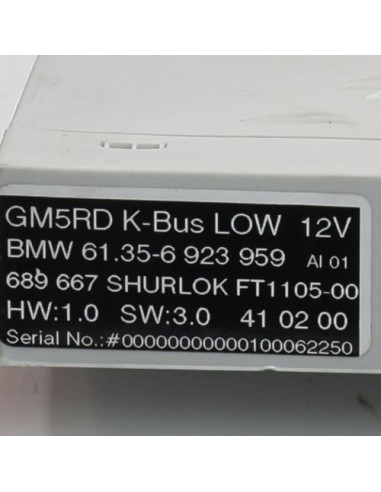 GM5RD K-Bus LOW 12V
BMW 61.35-6 923 959 AI 01
689 667 SHURLOK FT1105-00
HW:1.0 SW:3.0 41 02 00
Serial No.:#00000000000100062250